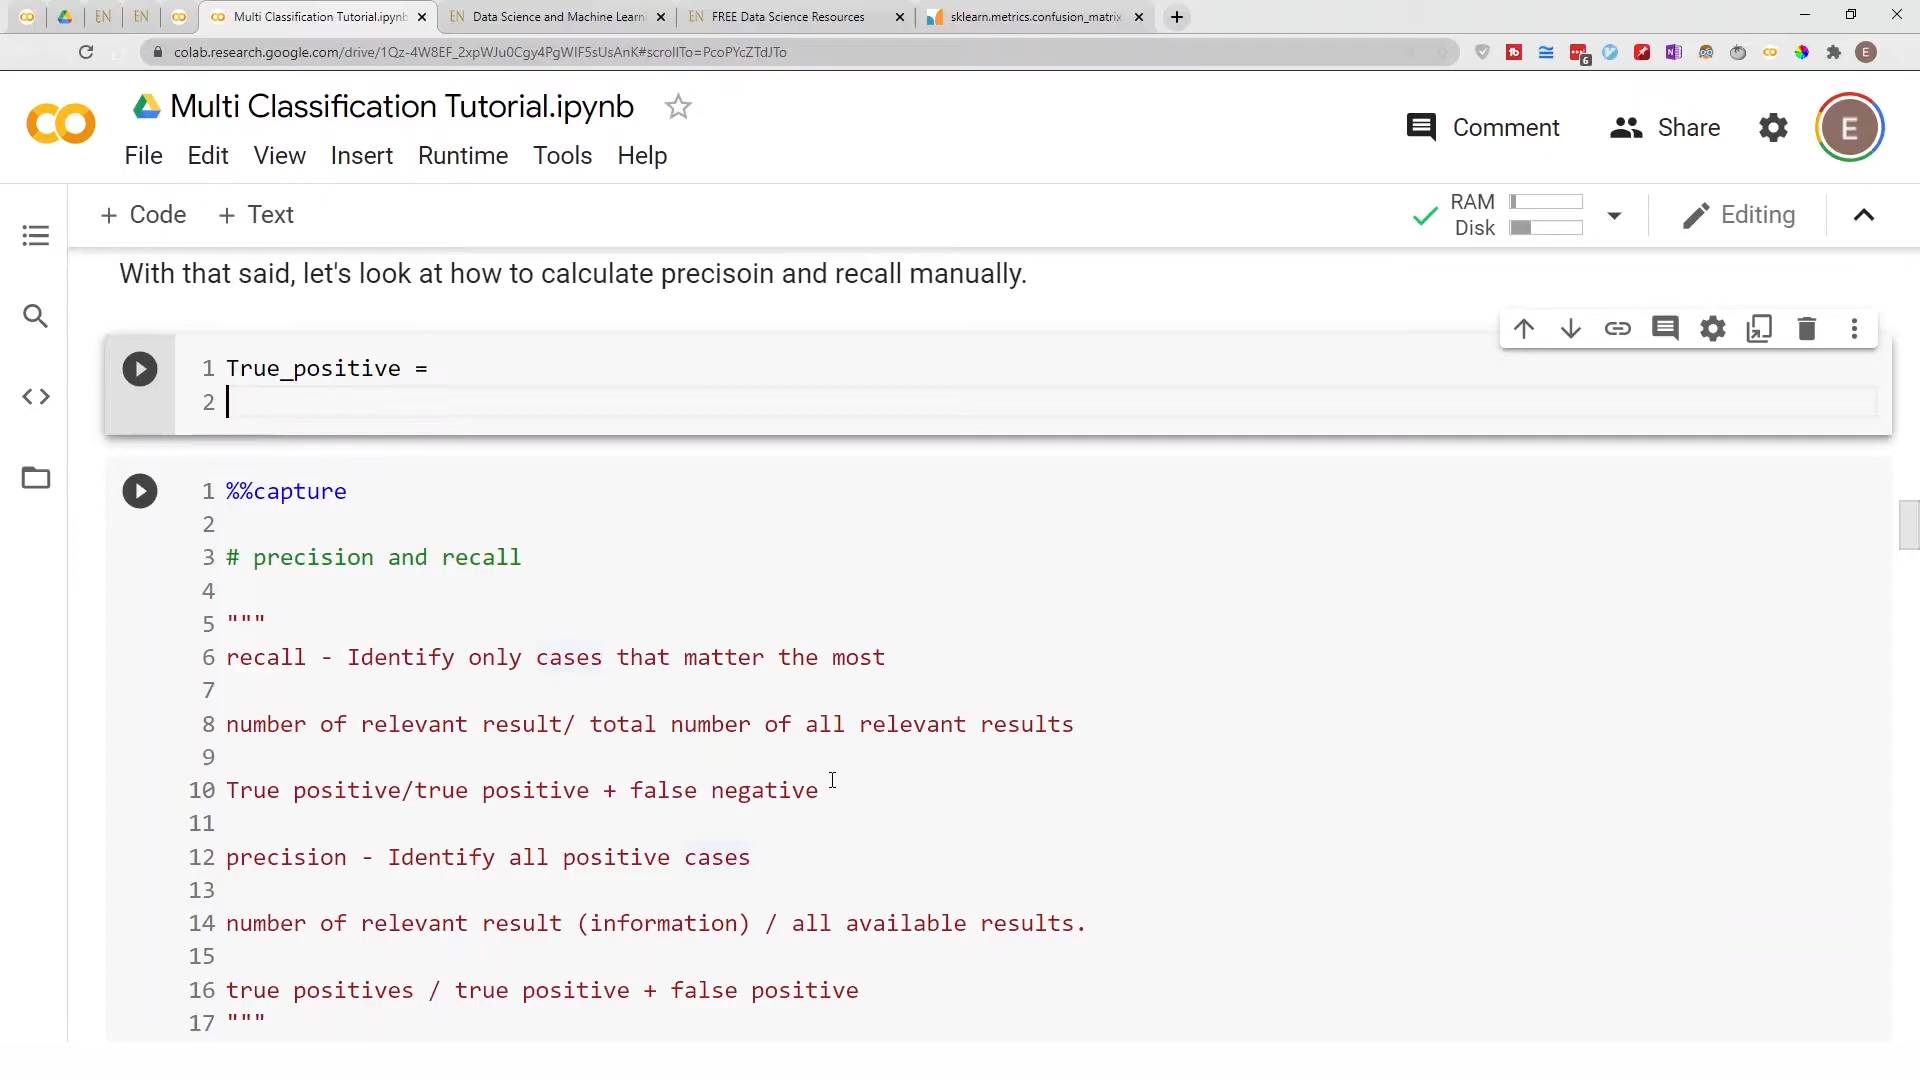 Multi Classification Tutorial.ipynb
Data Science and Machine Learni
FREE Data Science Resources
sklearn.metrics.confusion_matrix
colab.research.google.com/drive/1Qz-4W8EF_2xpWJu0Cgy4PgWIF5sUsAnK#scrollTo=PcoPYcZTdJTo
Multi Classification Tutorial.ipynb
Comment Share E
File Edit View Insert Runtime Tools Help
+ Code + Text
RAM
Disk
Editing
With that said, let's look at how to calculate precisoin and recall manually.
1 True_positive =
2
1 %%capture
2
3 # precision and recall
4
5 """
6 recall - Identify only cases that matter the most
7
8 number of relevant result/ total number of all relevant results
9
10 True positive/true positive + false negative
11
12 precision - Identify all positive cases
13
14 number of relevant result (information) / all available results.
15
16 true positives / true positive + false positive
17 """